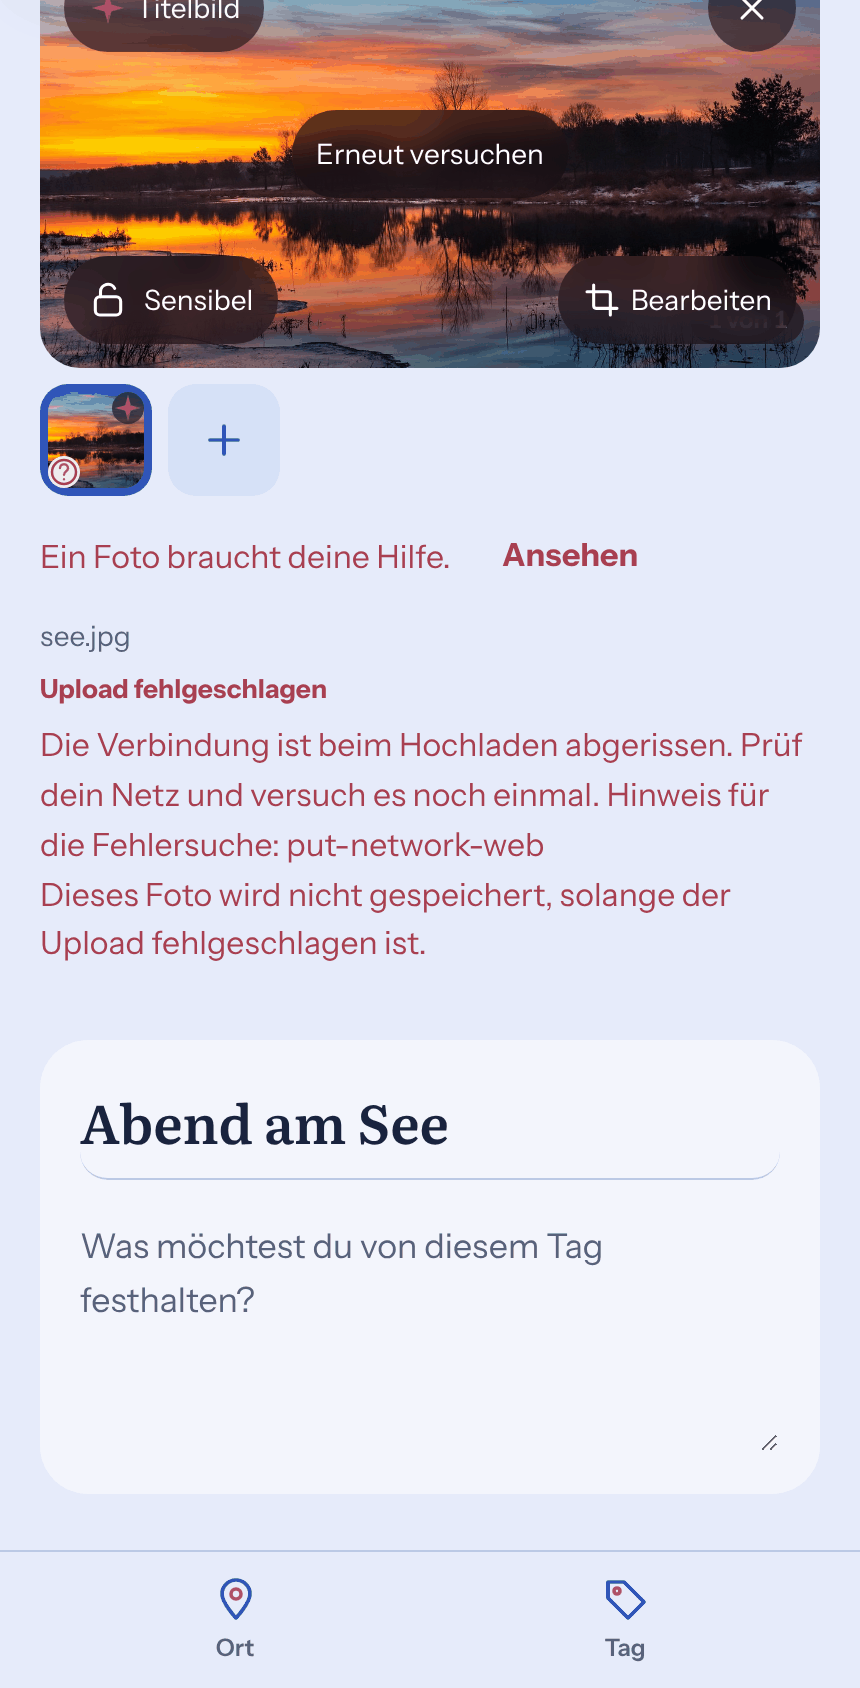 Titelbild
Erneut versuchen
Sensibel
Bearbeiten
1 von 1
Ein Foto braucht deine Hilfe.
Ansehen
see.jpg
Upload fehlgeschlagen
Die Verbindung ist beim Hochladen abgerissen. Prüf
dein Netz und versuch es noch einmal. Hinweis für
die Fehlersuche: put-network-web
Dieses Foto wird nicht gespeichert, solange der
Upload fehlgeschlagen ist.
Abend am See
Was möchtest du von diesem Tag
festhalten?
Ort
Tag